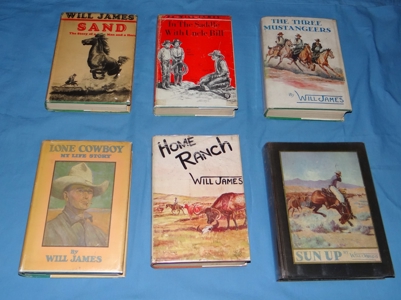 WILL JAMES
SAND
In The Saddle
With Uncle Bill
THE THREE
MUSTANGEERS
BY WILL JAMES
LONE COWBOY
MY LIFE STORY
by
WILL JAMES
HOME
RANCH
WILL JAMES
SUN UP